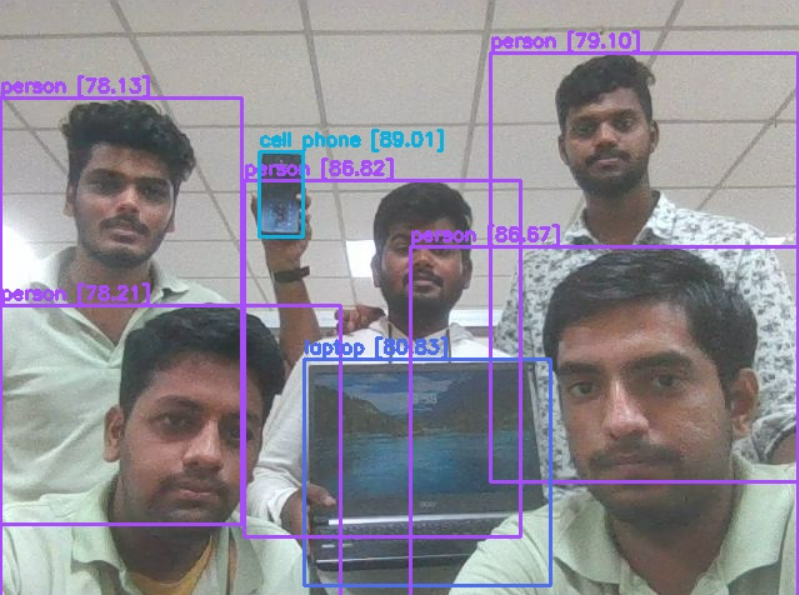 person [79.10]
person [78.13]
cell phone [89.01]
person [86.82]
person [86.67]
person [78.21]
laptop [80.83]
acer